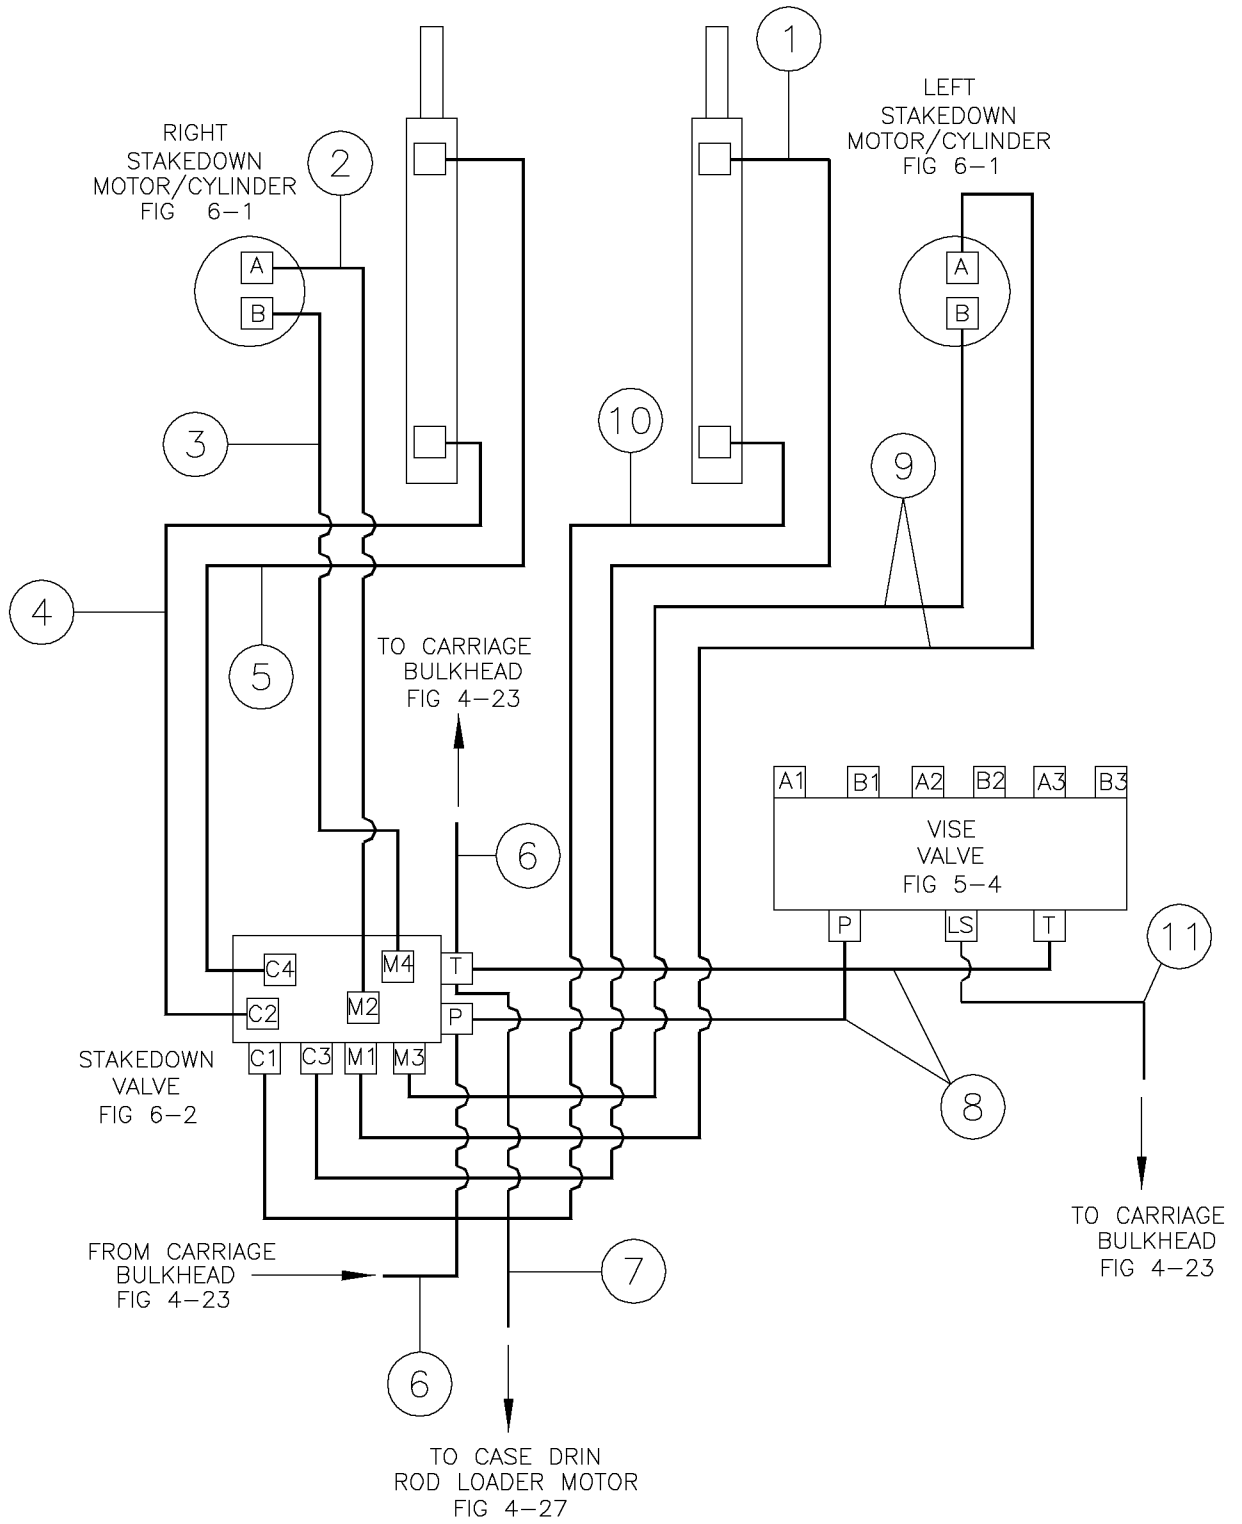 1
LEFT
STAKEDOWN
MOTOR/CYLINDER
FIG 6-1
RIGHT
STAKEDOWN
MOTOR/CYLINDER
FIG 6-1
2
A
B
A
B
3
10
9
4
5
TO CARRIAGE
BULKHEAD
FIG 4-23
6
A1 B1 A2 B2 A3 B3
VISE
VALVE
FIG 5-4
P LS T
11
C4 M4 T
C2 M2 P
C1 C3 M1 M3
STAKEDOWN
VALVE
FIG 6-2
8
TO CARRIAGE
BULKHEAD
FIG 4-23
FROM CARRIAGE
BULKHEAD
FIG 4-23
7
6
TO CASE DRIN
ROD LOADER MOTOR
FIG 4-27